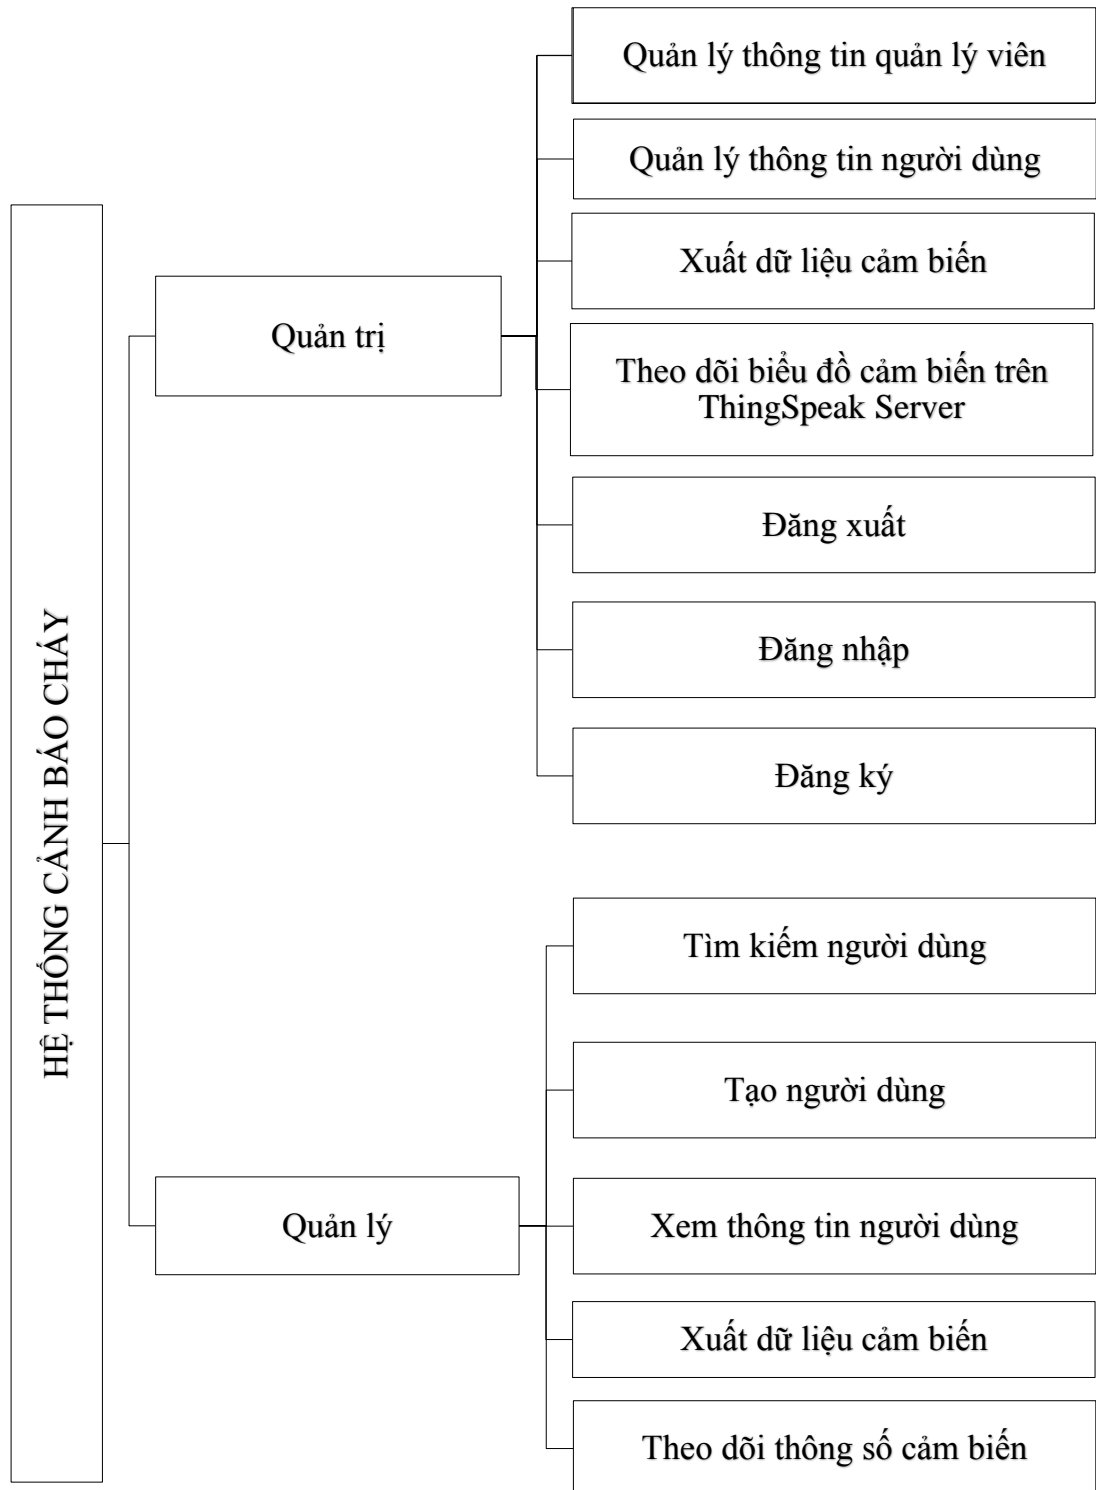 HỆ THỐNG CẢNH BÁO CHÁY
Quản trị
Quản lý thông tin quản lý viên
Quản lý thông tin người dùng
Xuất dữ liệu cảm biến
Theo dõi biểu đồ cảm biến trên
ThingSpeak Server
Đăng xuất
Đăng nhập
Đăng ký
Quản lý
Tìm kiếm người dùng
Tạo người dùng
Xem thông tin người dùng
Xuất dữ liệu cảm biến
Theo dõi thông số cảm biến